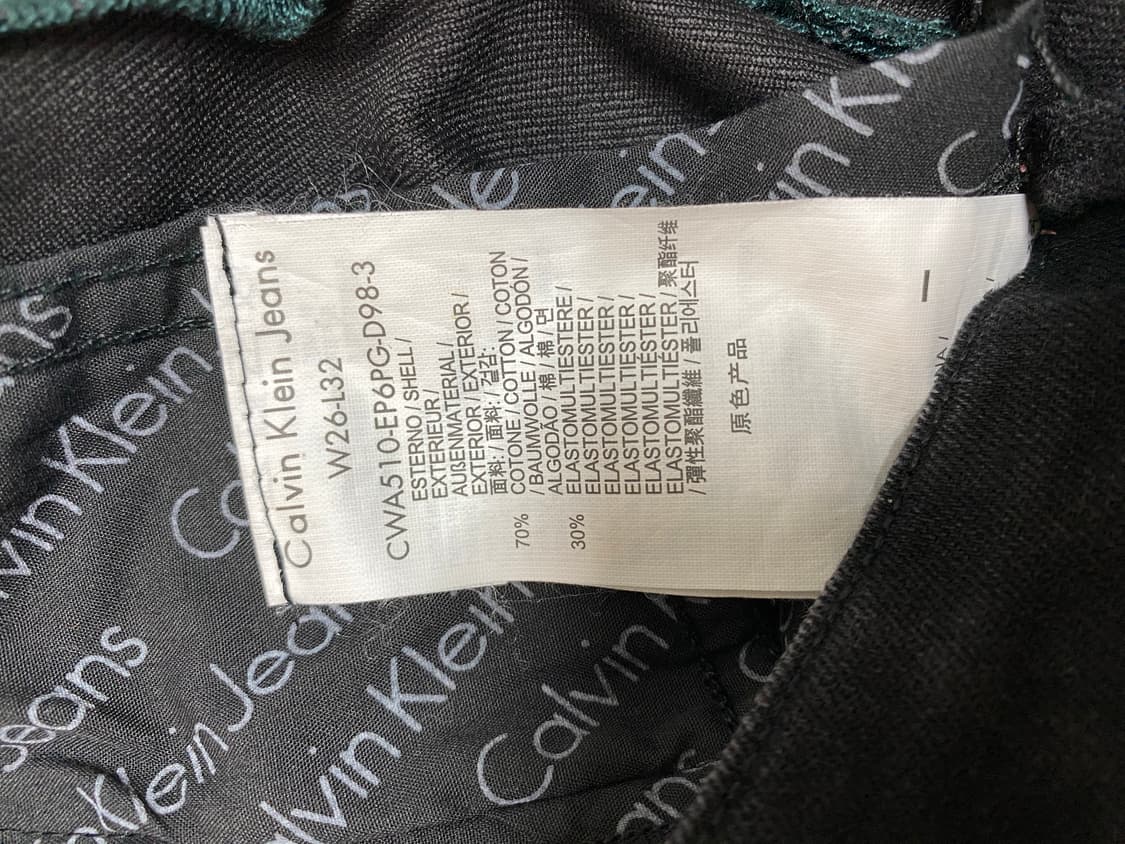 Calvin Klein Jeans
W26-L32
CWA510-EP6PG-D98-3
ESTERNO / SHELL /
EXTERIEUR /
AUßENMATERIAL /
EXTERIOR / EXTERIOR /
面料: / 面料: / 겉감:
70% COTONE / COTTON / COTON
/ BAUMWOLLE / ALGODÓN /
ALGODÃO / 棉 / 棉 / 면
30% ELASTOMULTIESTERE /
ELASTOMULTIESTER /
ELASTOMULTIESTER /
ELASTOMULTIESTER /
ELASTOMULTIÉSTER /
ELASTOMULTIÉSTER / 聚酯纤维
/ 彈性聚酯纖維 / 폴리에스터
原色产品
Calvin Klein
Calvin Klein
Klein Jeans
Jeans